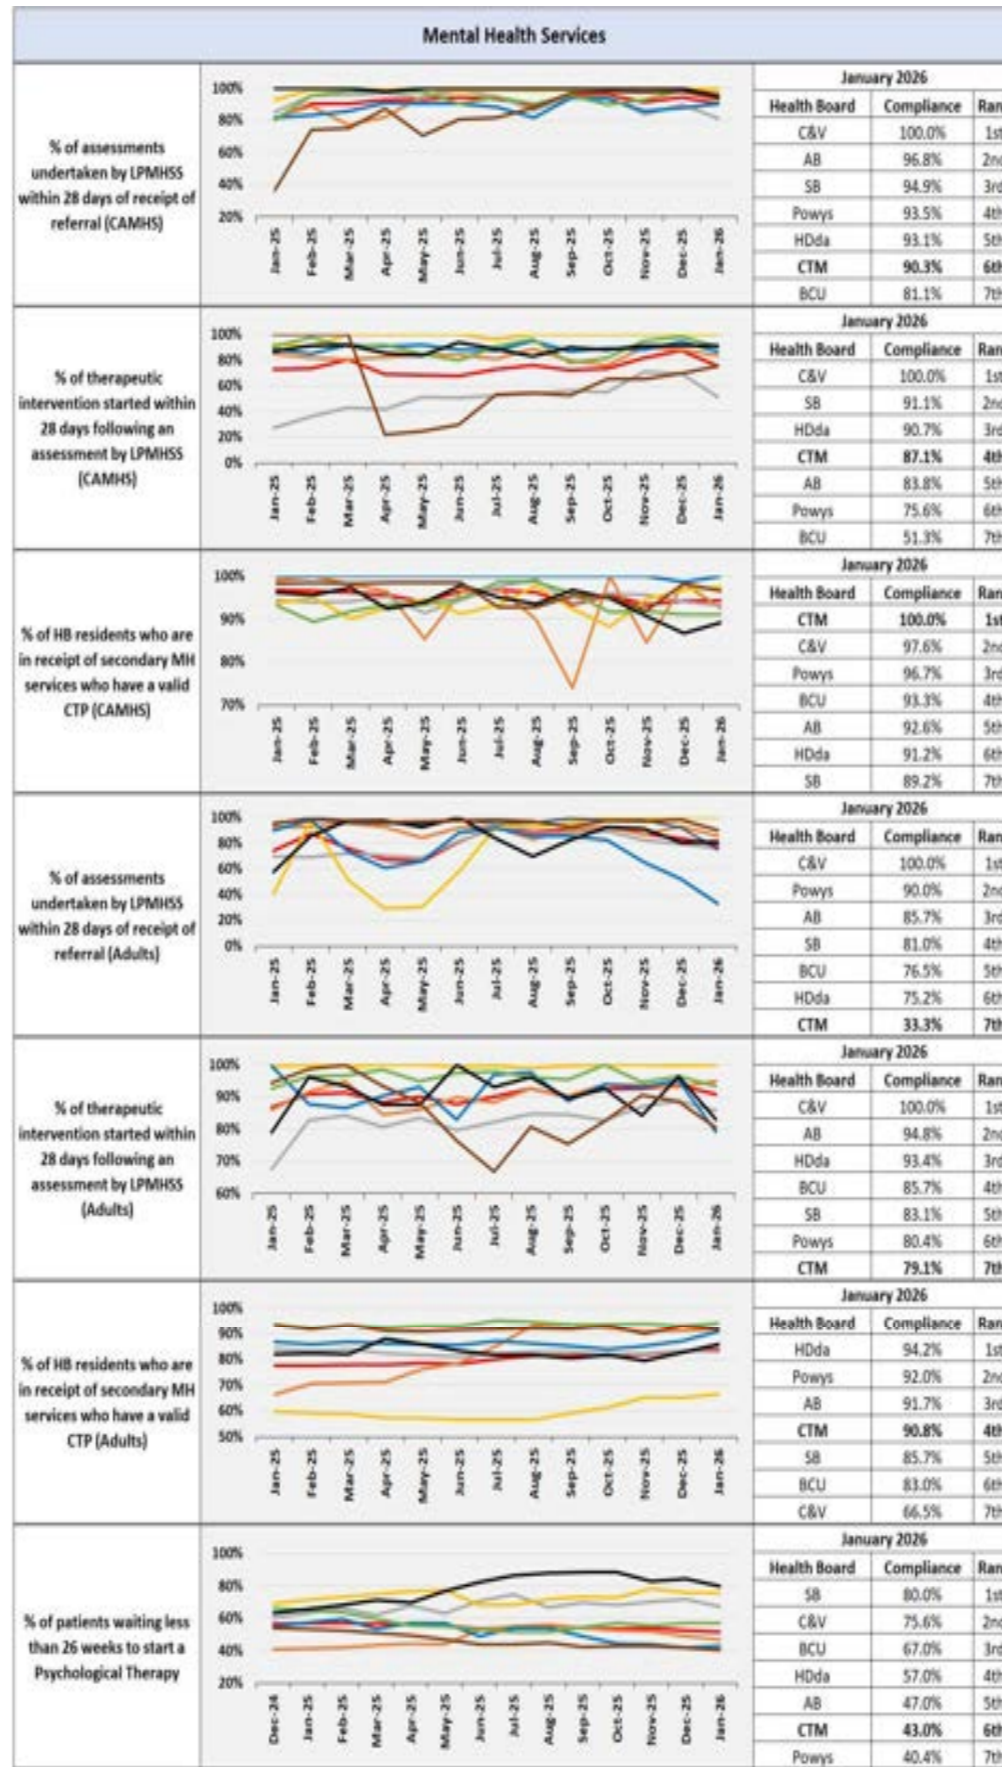 Mental Health Services
% of assessments
undertaken by LPMHSS
within 28 days of receipt of
referral (CAMHS)
100%
80%
60%
40%
20%
Jan-25 Feb-25 Mar-25 Apr-25 May-25 Jun-25 Jul-25 Aug-25 Sep-25 Oct-25 Nov-25 Dec-25 Jan-26
January 2026
Health Board Compliance Ran
C&V 100.0% 1st
AB 96.8% 2nd
SB 94.9% 3rd
Powys 93.5% 4th
HDda 93.1% 5th
CTM 90.3% 6th
BCU 81.1% 7th
% of therapeutic
intervention started within
28 days following an
assessment by LPMHSS
(CAMHS)
100%
80%
60%
40%
20%
0%
Jan-25 Feb-25 Mar-25 Apr-25 May-25 Jun-25 Jul-25 Aug-25 Sep-25 Oct-25 Nov-25 Dec-25 Jan-26
January 2026
Health Board Compliance Ran
C&V 100.0% 1st
SB 91.1% 2nd
HDda 90.7% 3rd
CTM 87.1% 4th
AB 83.8% 5th
Powys 75.6% 6th
BCU 51.3% 7th
% of HB residents who are
in receipt of secondary MH
services who have a valid
CTP (CAMHS)
100%
90%
80%
70%
Jan-25 Feb-25 Mar-25 Apr-25 May-25 Jun-25 Jul-25 Aug-25 Sep-25 Oct-25 Nov-25 Dec-25 Jan-26
January 2026
Health Board Compliance Ran
CTM 100.0% 1st
C&V 97.6% 2nd
Powys 96.7% 3rd
BCU 93.3% 4th
AB 92.6% 5th
HDda 91.2% 6th
SB 89.2% 7th
% of assessments
undertaken by LPMHSS
within 28 days of receipt of
referral (Adults)
100%
80%
60%
40%
20%
0%
Jan-25 Feb-25 Mar-25 Apr-25 May-25 Jun-25 Jul-25 Aug-25 Sep-25 Oct-25 Nov-25 Dec-25 Jan-26
January 2026
Health Board Compliance Ran
C&V 100.0% 1st
Powys 90.0% 2nd
AB 85.7% 3rd
SB 81.0% 4th
BCU 76.5% 5th
HDda 75.2% 6th
CTM 33.3% 7th
% of therapeutic
intervention started within
28 days following an
assessment by LPMHSS
(Adults)
100%
90%
80%
70%
60%
Jan-25 Feb-25 Mar-25 Apr-25 May-25 Jun-25 Jul-25 Aug-25 Sep-25 Oct-25 Nov-25 Dec-25 Jan-26
January 2026
Health Board Compliance Ran
C&V 100.0% 1st
AB 94.8% 2nd
HDda 93.4% 3rd
BCU 85.7% 4th
SB 83.1% 5th
Powys 80.4% 6th
CTM 79.1% 7th
% of HB residents who are
in receipt of secondary MH
services who have a valid
CTP (Adults)
100%
90%
80%
70%
60%
50%
Jan-25 Feb-25 Mar-25 Apr-25 May-25 Jun-25 Jul-25 Aug-25 Sep-25 Oct-25 Nov-25 Dec-25 Jan-26
January 2026
Health Board Compliance Ran
HDda 94.2% 1st
Powys 92.0% 2nd
AB 91.7% 3rd
CTM 90.8% 4th
SB 85.7% 5th
BCU 83.0% 6th
C&V 66.5% 7th
% of patients waiting less
than 26 weeks to start a
Psychological Therapy
100%
80%
60%
40%
20%
Dec-24 Jan-25 Feb-25 Mar-25 Apr-25 May-25 Jun-25 Jul-25 Aug-25 Sep-25 Oct-25 Nov-25 Dec-25 Jan-26
January 2026
Health Board Compliance Ran
SB 80.0% 1st
C&V 75.6% 2nd
BCU 67.0% 3rd
HDda 57.0% 4th
AB 47.0% 5th
CTM 43.0% 6th
Powys 40.4% 7th